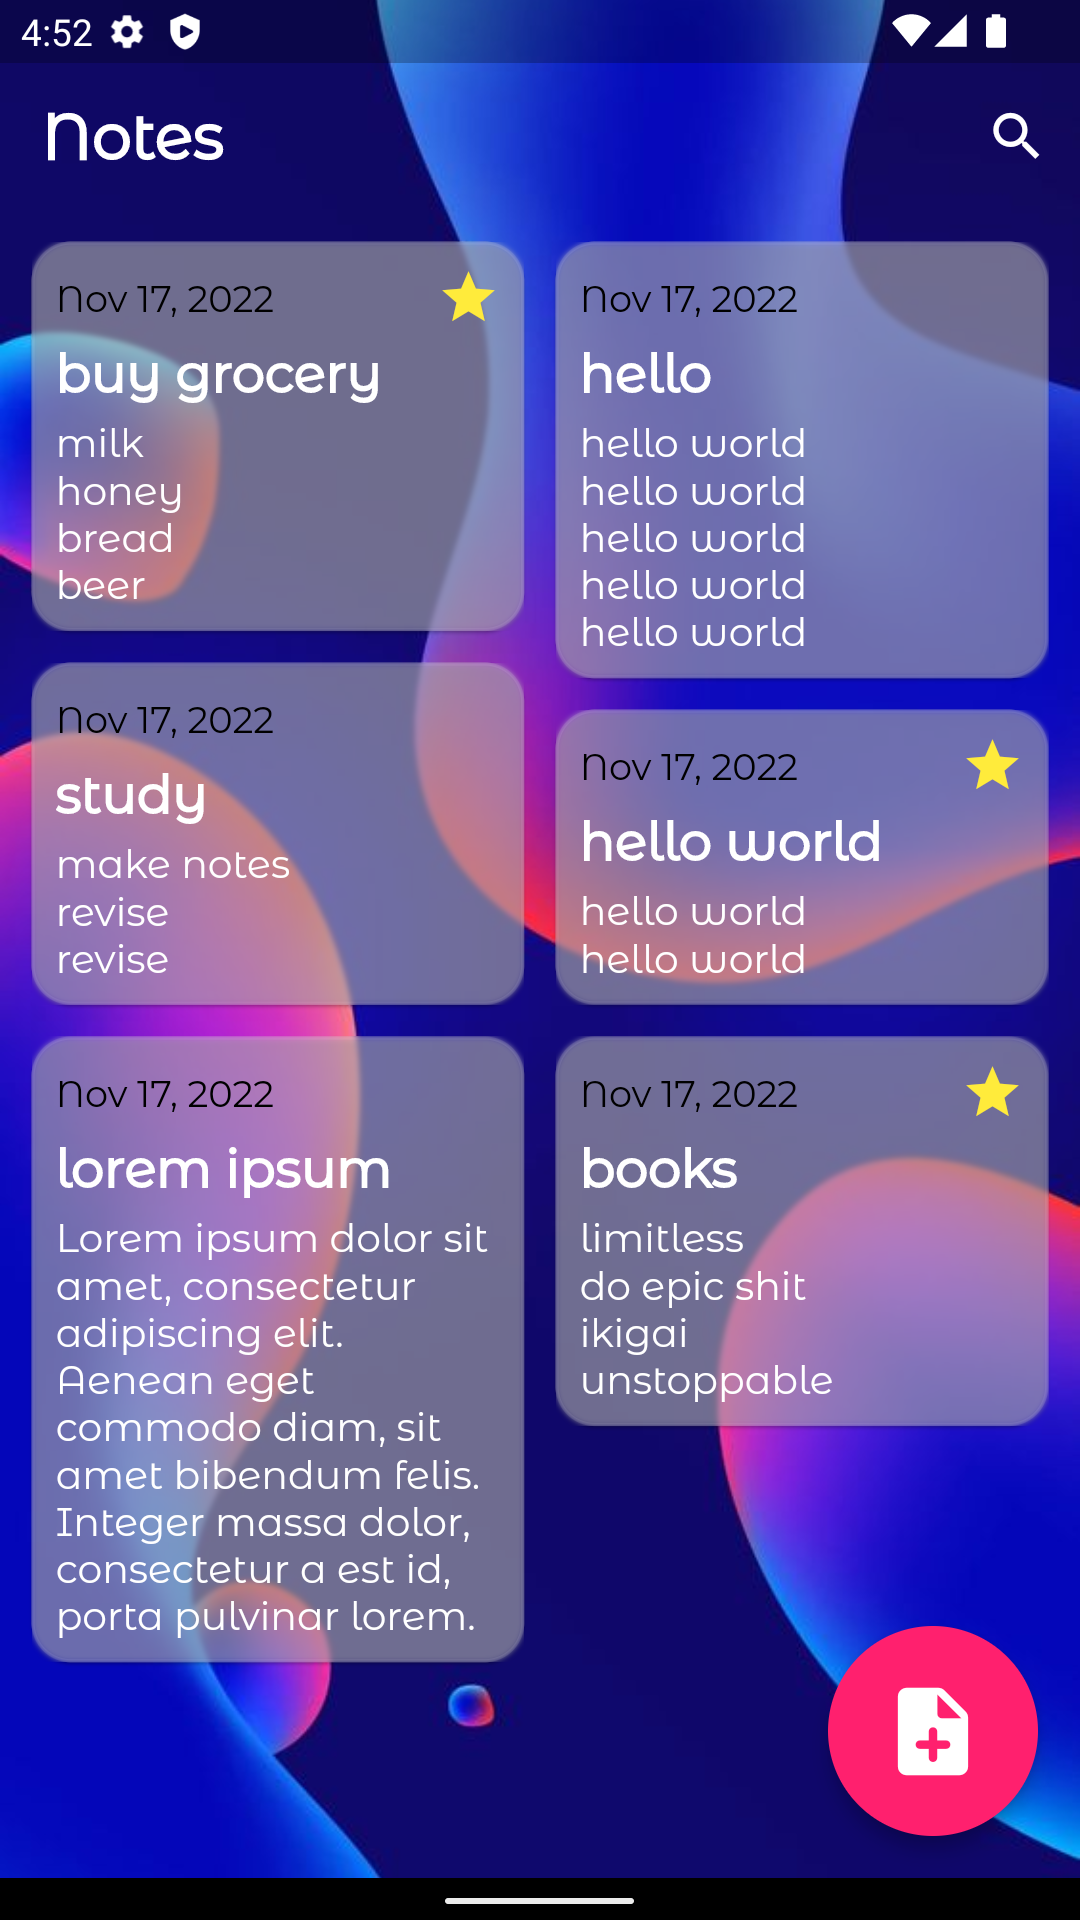 4:52
Notes
Nov 17, 2022
buy grocery
milk
honey
bread
beer
Nov 17, 2022
hello
hello world
hello world
hello world
hello world
hello world
Nov 17, 2022
study
make notes
revise
revise
Nov 17, 2022
hello world
hello world
hello world
Nov 17, 2022
lorem ipsum
Lorem ipsum dolor sit
amet, consectetur
adipiscing elit.
Aenean eget
commodo diam, sit
amet bibendum felis.
Integer massa dolor,
consectetur a est id,
porta pulvinar lorem.
Nov 17, 2022
books
limitless
do epic shit
ikigai
unstoppable